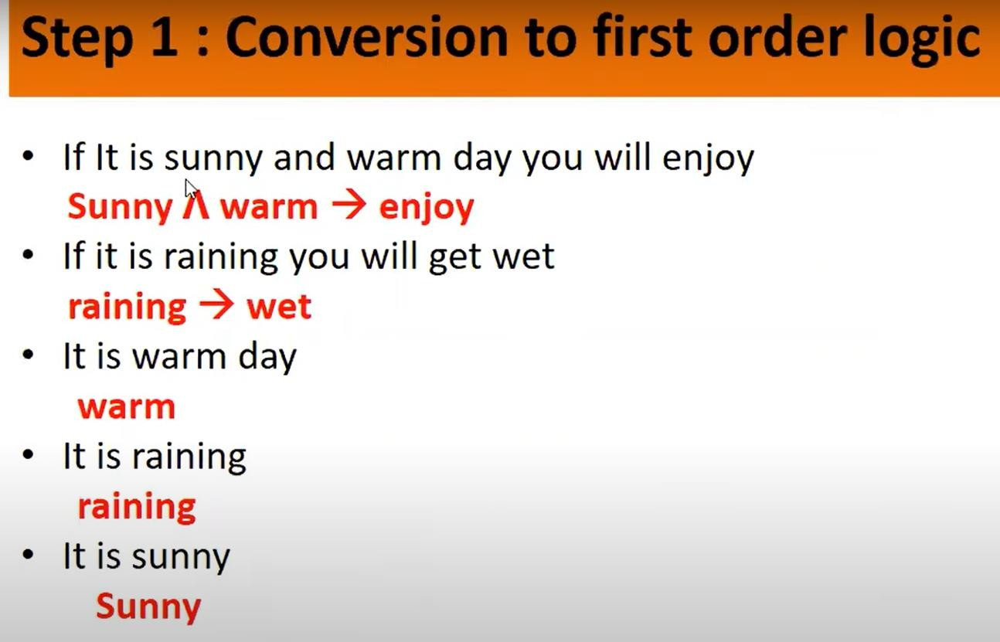 Step 1 : Conversion to first order logic
• If It is sunny and warm day you will enjoy
Sunny Λ warm → enjoy
• If it is raining you will get wet
raining → wet
• It is warm day
warm
• It is raining
raining
• It is sunny
Sunny